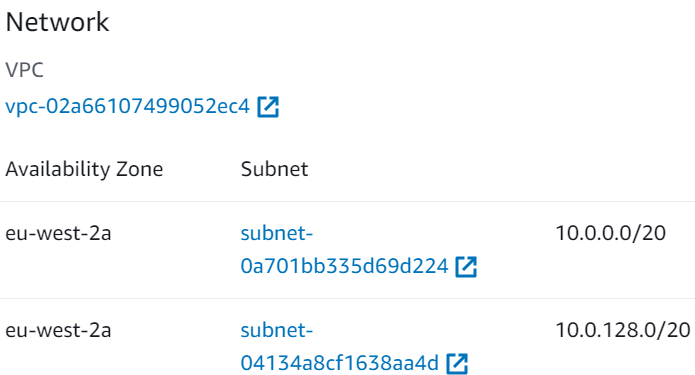 Network
VPC
vpc-02a66107499052ec4
Availability Zone Subnet
eu-west-2a subnet- 10.0.0.0/20
0a701bb335d69d224
eu-west-2a subnet- 10.0.128.0/20
04134a8cf1638aa4d